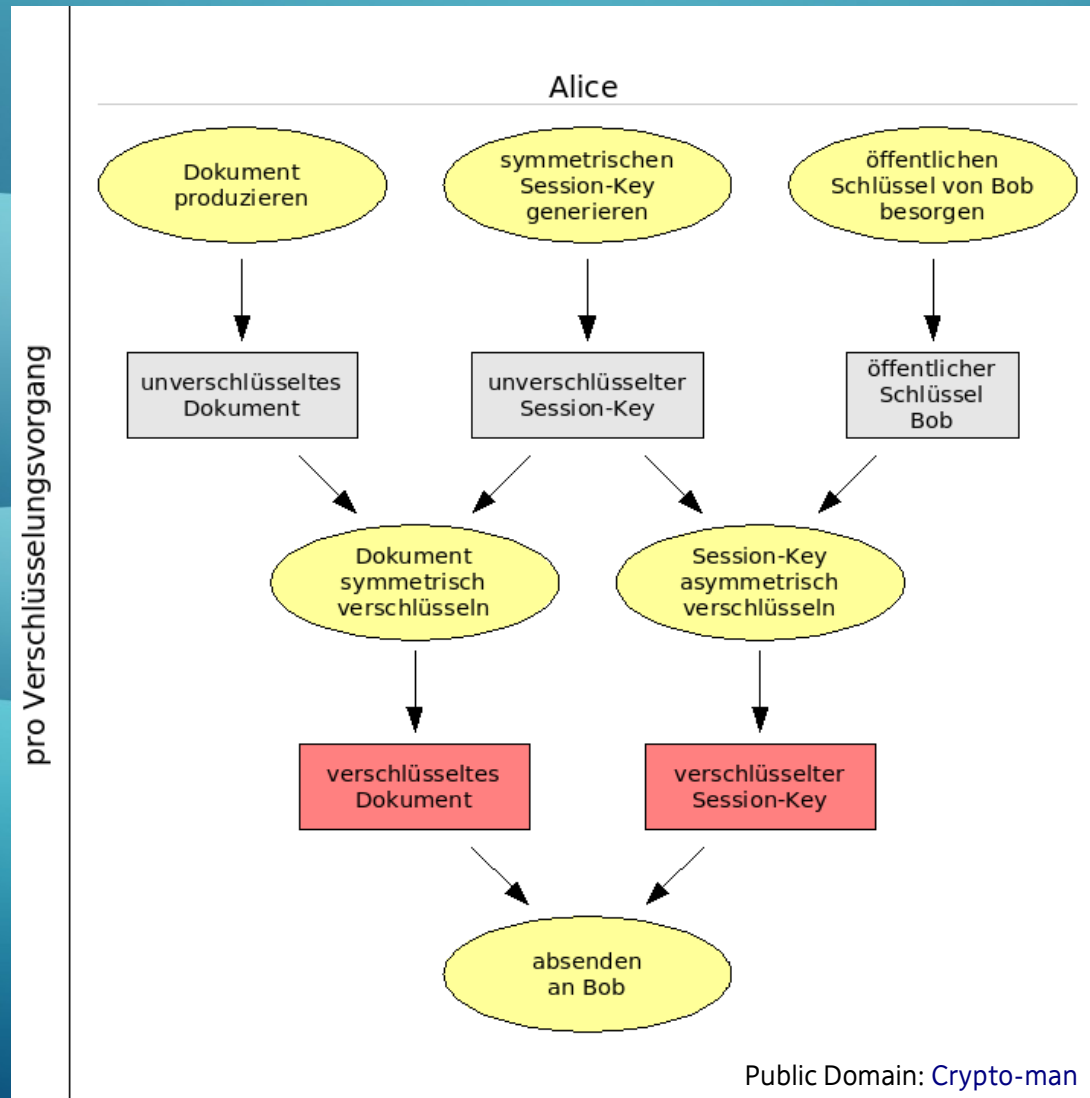 Alice
pro Verschlüsselungsvorgang
Dokument
produzieren
symmetrischen
Session-Key
generieren
öffentlichen
Schlüssel von Bob
besorgen
unverschlüsseltes
Dokument
unverschlüsselter
Session-Key
öffentlicher
Schlüssel
Bob
Dokument
symmetrisch
verschlüsseln
Session-Key
asymmetrisch
verschlüsseln
verschlüsseltes
Dokument
verschlüsselter
Session-Key
absenden
an Bob
Public Domain: Crypto-man